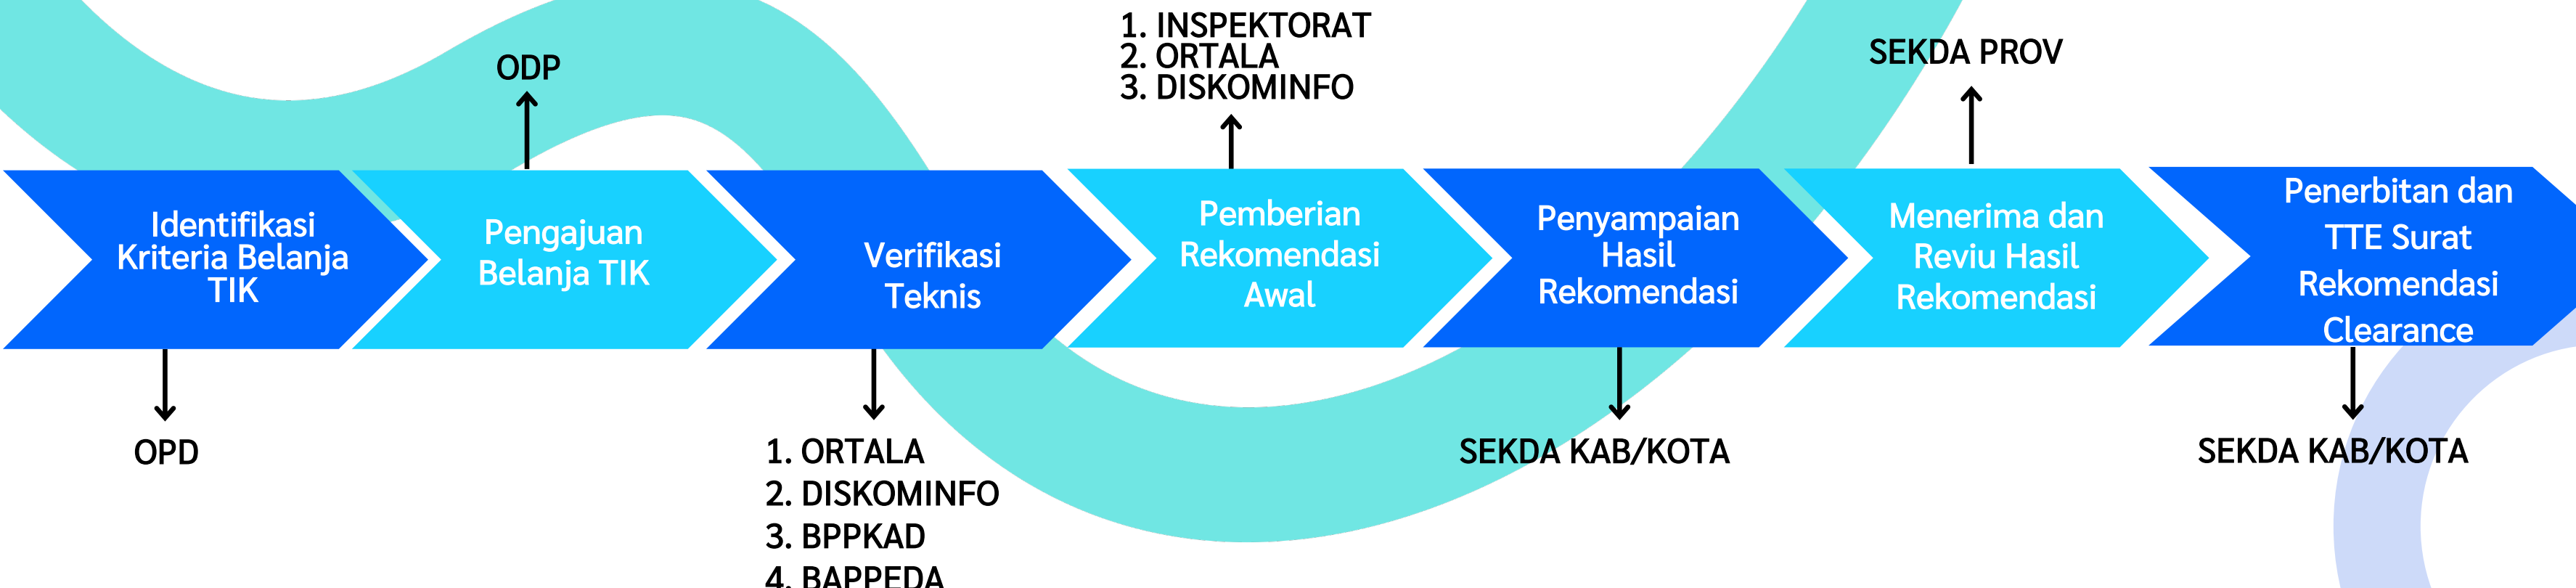 1. INSPEKTORAT
2. ORTALA
3. DISKOMINFO
SEKDA PROV
ODP
Identifikasi
Kriteria Belanja
TIK
Pengajuan
Belanja TIK
Verifikasi
Teknis
Pemberian
Rekomendasi
Awal
Penyampaian
Hasil
Rekomendasi
Menerima dan
Reviu Hasil
Rekomendasi
Penerbitan dan
TTE Surat
Rekomendasi
Clearance
OPD
1. ORTALA
2. DISKOMINFO
3. BPPKAD
4. BAPPEDA
SEKDA KAB/KOTA
SEKDA KAB/KOTA